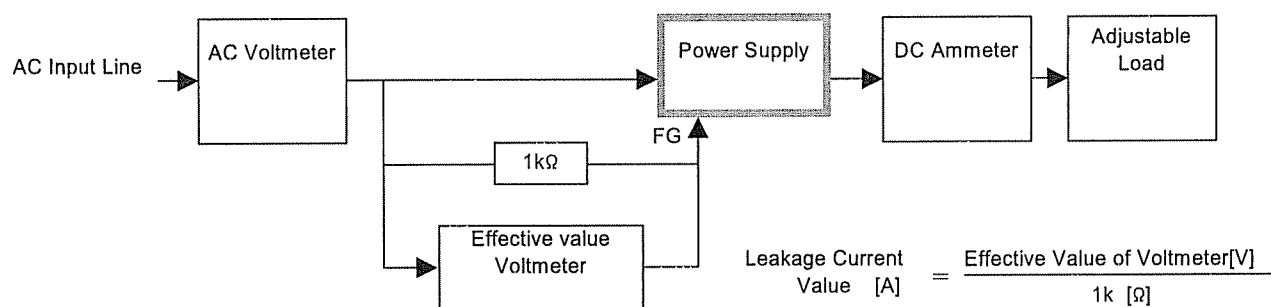 AC Input Line
AC Voltmeter
Power Supply
DC Ammeter
Adjustable
Load
FG
1kΩ
Effective value
Voltmeter
Leakage Current
Value [A]
=
Effective Value of Voltmeter[V]
1k [Ω]